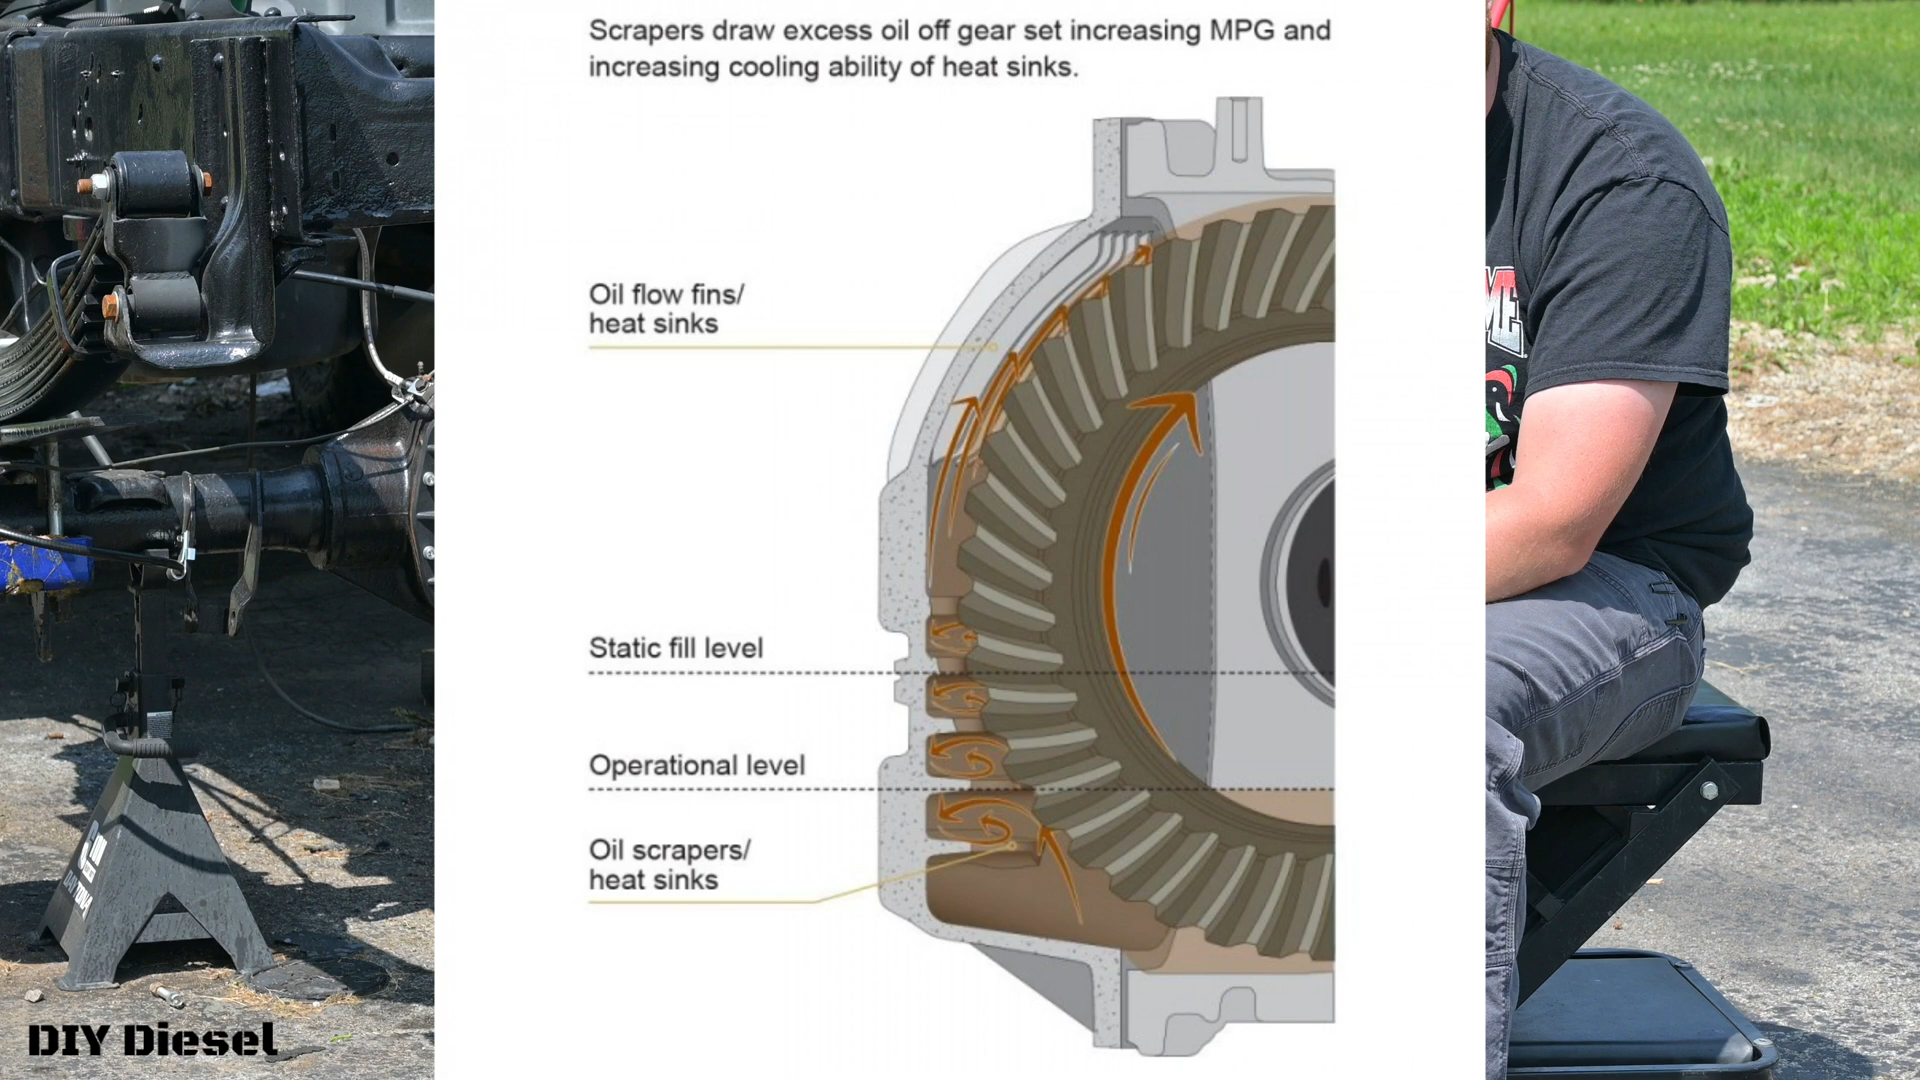 Scrapers draw excess oil off gear set increasing MPG and
increasing cooling ability of heat sinks.
Oil flow fins/
heat sinks
Static fill level
Operational level
Oil scrapers/
heat sinks
DAYTONA
DIY Diesel